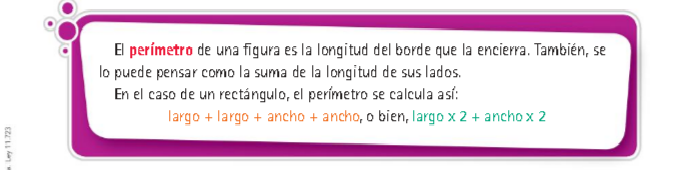 El perímetro de una figura es la longitud del borde que la encierra. También, se
lo puede pensar como la suma de la longitud de sus lados.
En el caso de un rectángulo, el perímetro se calcula así:
largo + largo + ancho + ancho, o bien, largo x 2 + ancho x 2
Ley 11.723